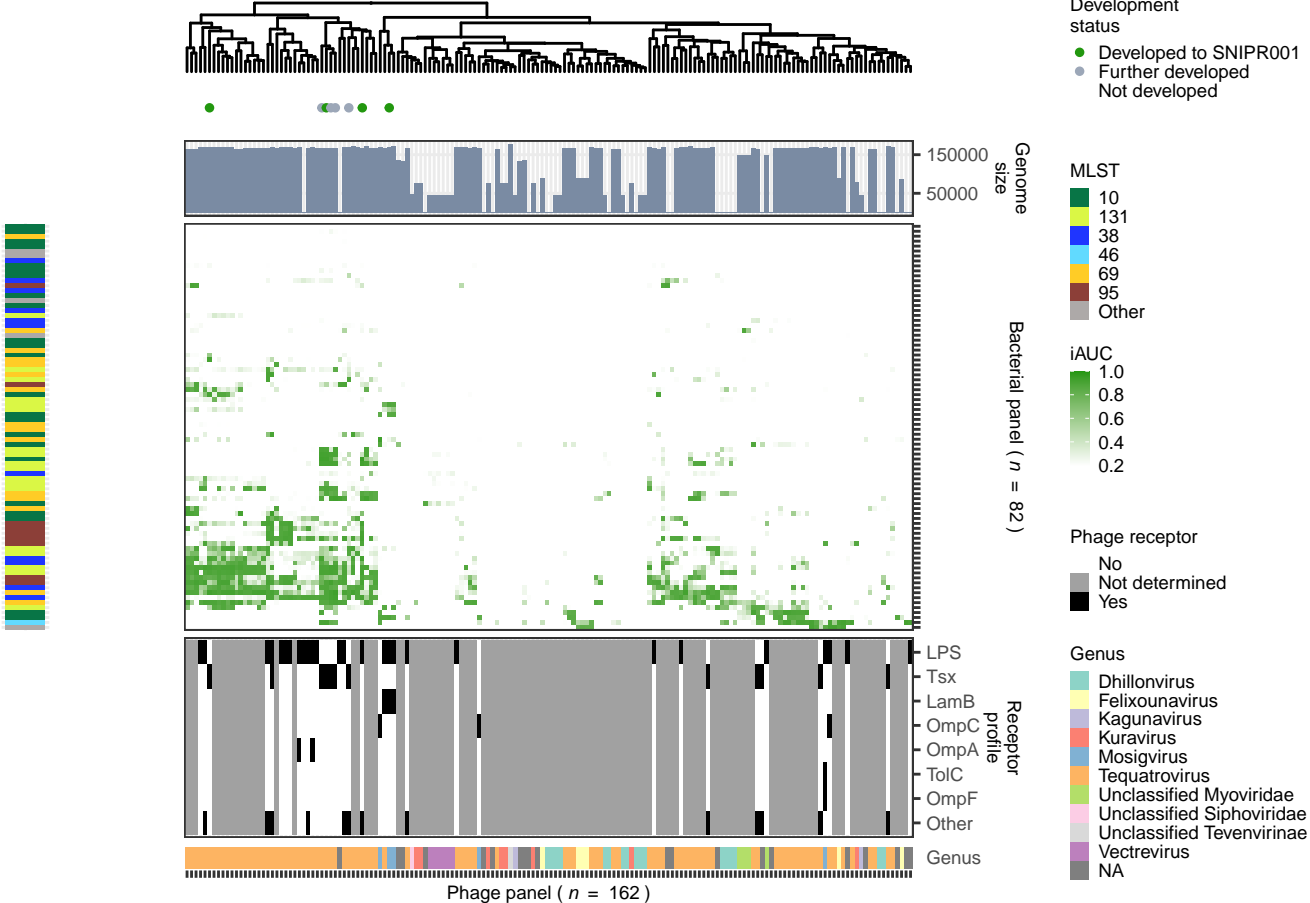 Development
status
Developed to SNIPR001
Further developed
Not developed
150000
50000
Genome
size
MLST
10
131
38
46
69
95
Other
Bacterial panel ( n = 82 )
iAUC
1.0
0.8
0.6
0.4
0.2
Phage receptor
No
Not determined
Yes
LPS
Tsx
LamB
OmpC
OmpA
TolC
OmpF
Other
Receptor
profile
Genus
Genus
Dhillonvirus
Felixounavirus
Kagunavirus
Kuravirus
Mosigvirus
Tequatrovirus
Unclassified Myoviridae
Unclassified Siphoviridae
Unclassified Tevenvirinae
Vectrevirus
NA
Phage panel ( n = 162 )